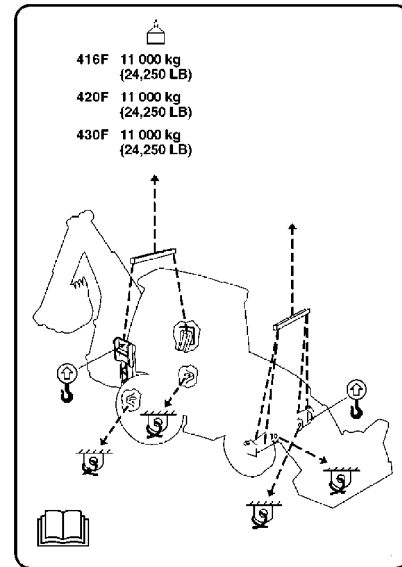 416F 11 000 kg
(24,250 LB)
420F 11 000 kg
(24,250 LB)
430F 11 000 kg
(24,250 LB)